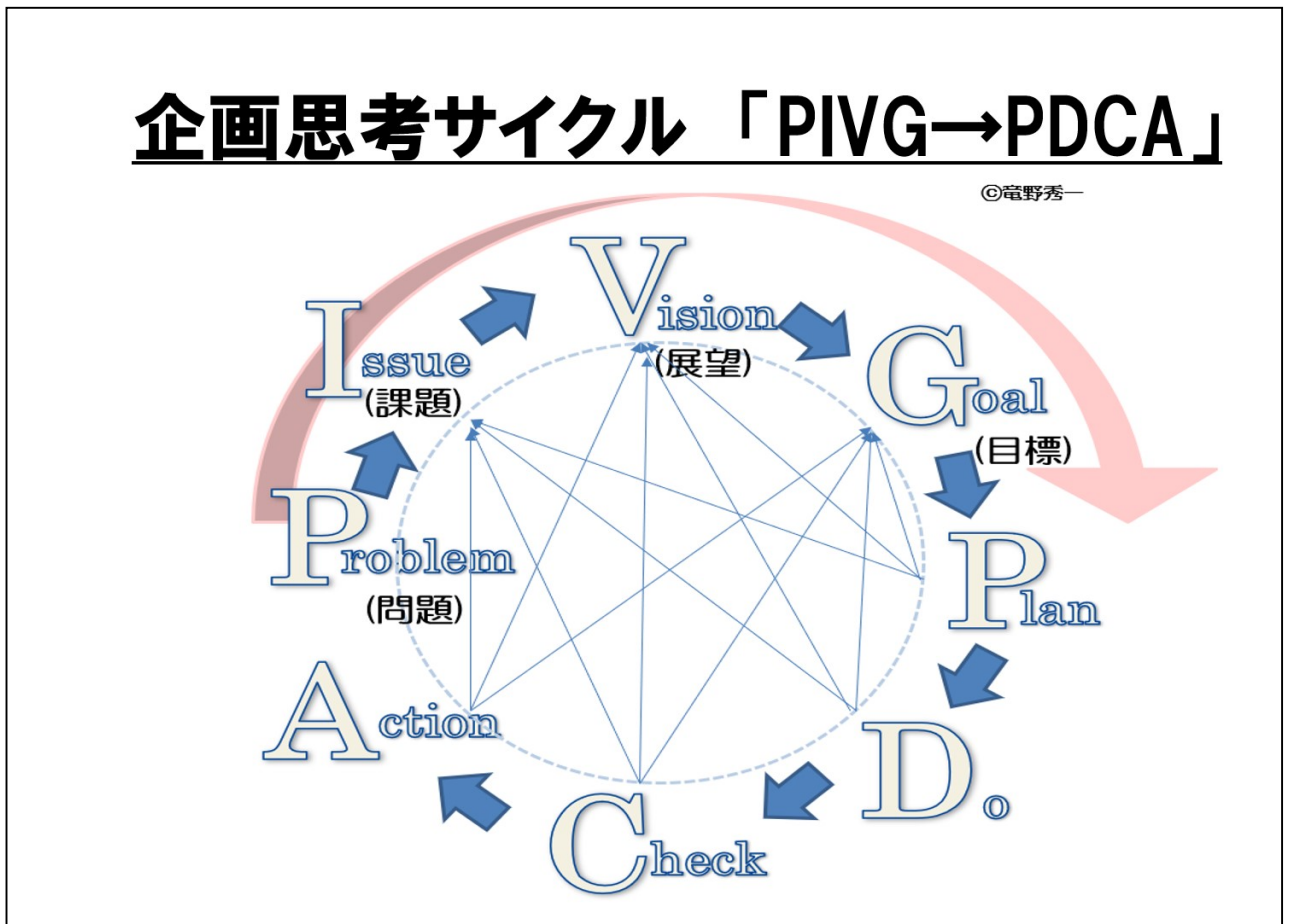 企画思考サイクル 「PIVG→PDCA」
©竜野秀一
Vision
(展望)
Issue
(課題)
Goal
(目標)
Problem
(問題)
Plan
Action
Do
Check